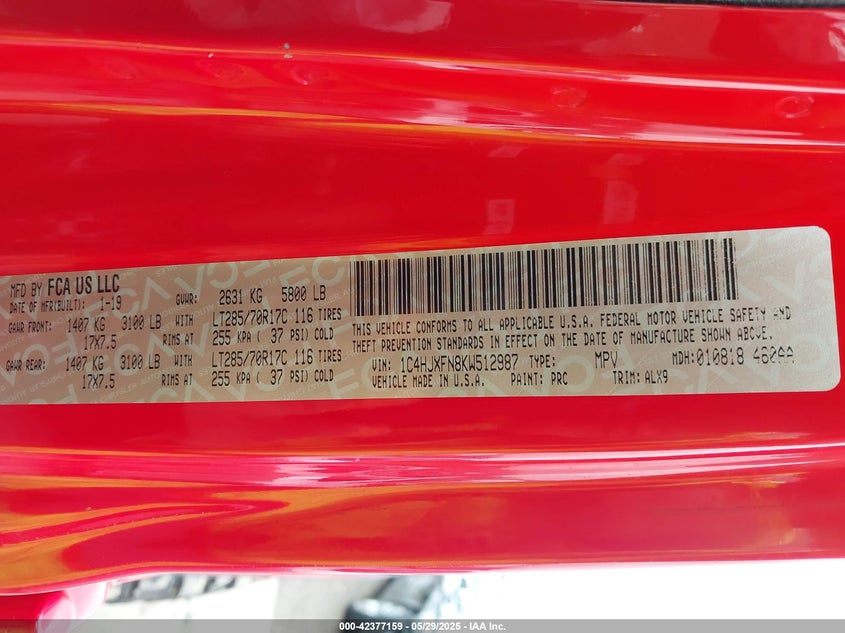 MFD BY FCA US LLC
DATE OF MFR(BUILT): 1-19 GVWR: 2631 KG 5800 LB
GAWR FRONT: 1407 KG 3100 LB WITH LT285/70R17C 116 TIRES
17X7.5 RIMS AT 255 KPA ( 37 PSI) COLD
GAWR REAR: 1407 KG 3100 LB WITH LT285/70R17C 116 TIRES
17X7.5 RIMS AT 255 KPA ( 37 PSI) COLD
THIS VEHICLE CONFORMS TO ALL APPLICABLE U.S.A. FEDERAL MOTOR VEHICLE SAFETY AND
THEFT PREVENTION STANDARDS IN EFFECT ON THE DATE OF MANUFACTURE SHOWN ABOVE.
VIN: 1C4HJXFN8KW512987 TYPE: MPV MDH: 010818 460AA
VEHICLE MADE IN U.S.A. PAINT: PRC TRIM: ALX9
000-42377159 — 05/29/2025 — IAA Inc.